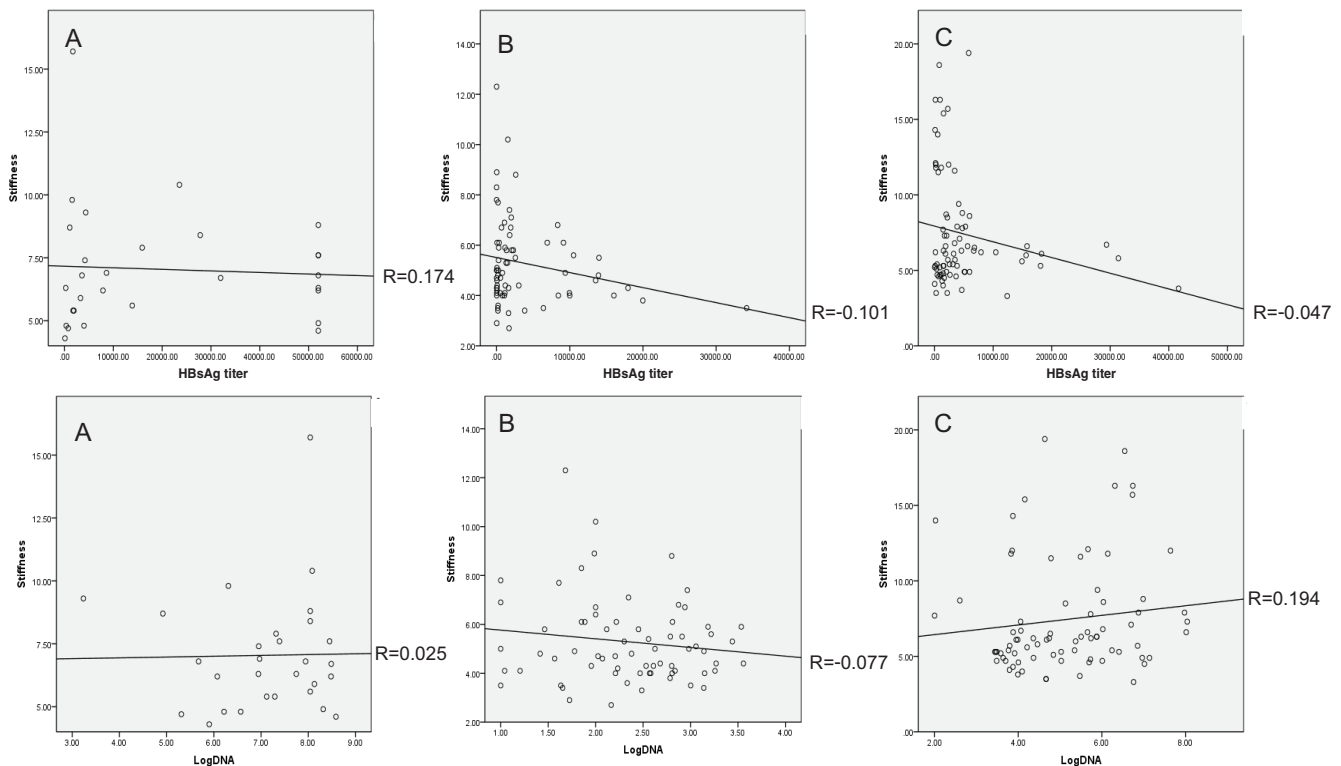 A
Stiffness
15.00
12.50
10.00
7.50
5.00
.00 10000.00 20000.00 30000.00 40000.00 50000.00 60000.00
HBsAg titer
R=0.174
B
Stiffness
14.00
12.00
10.00
8.00
6.00
4.00
2.00
.00 10000.00 20000.00 30000.00 40000.00
HBsAg titer
R=-0.101
C
Stiffness
20.00
15.00
10.00
5.00
.00
.00 10000.00 20000.00 30000.00 40000.00 50000.00
HBsAg titer
R=-0.047
A
Stiffness
15.00
12.50
10.00
7.50
5.00
3.00 4.00 5.00 6.00 7.00 8.00 9.00
LogDNA
R=0.025
B
Stiffness
14.00
12.00
10.00
8.00
6.00
4.00
2.00
1.00 1.50 2.00 2.50 3.00 3.50 4.00
LogDNA
R=-0.077
C
Stiffness
20.00
15.00
10.00
5.00
.00
2.00 4.00 6.00 8.00
LogDNA
R=0.194